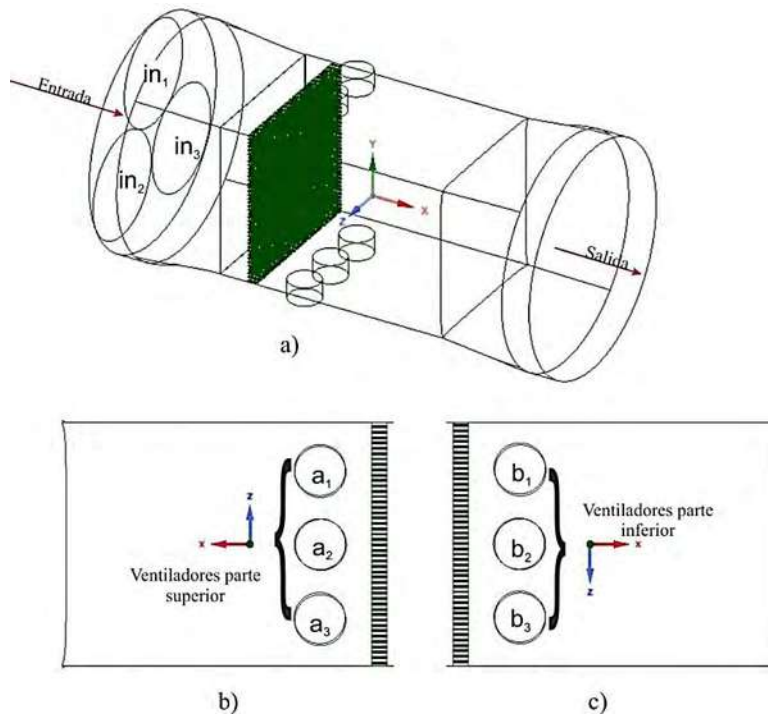 in₁
Entrada
in₃
in₂
Y
X
Z
Salida
a)
a₁
z
x
a₂
Ventiladores parte
superior
a₃
b₁
Ventiladores parte
inferior
b₂
x
z
b₃
b)
c)